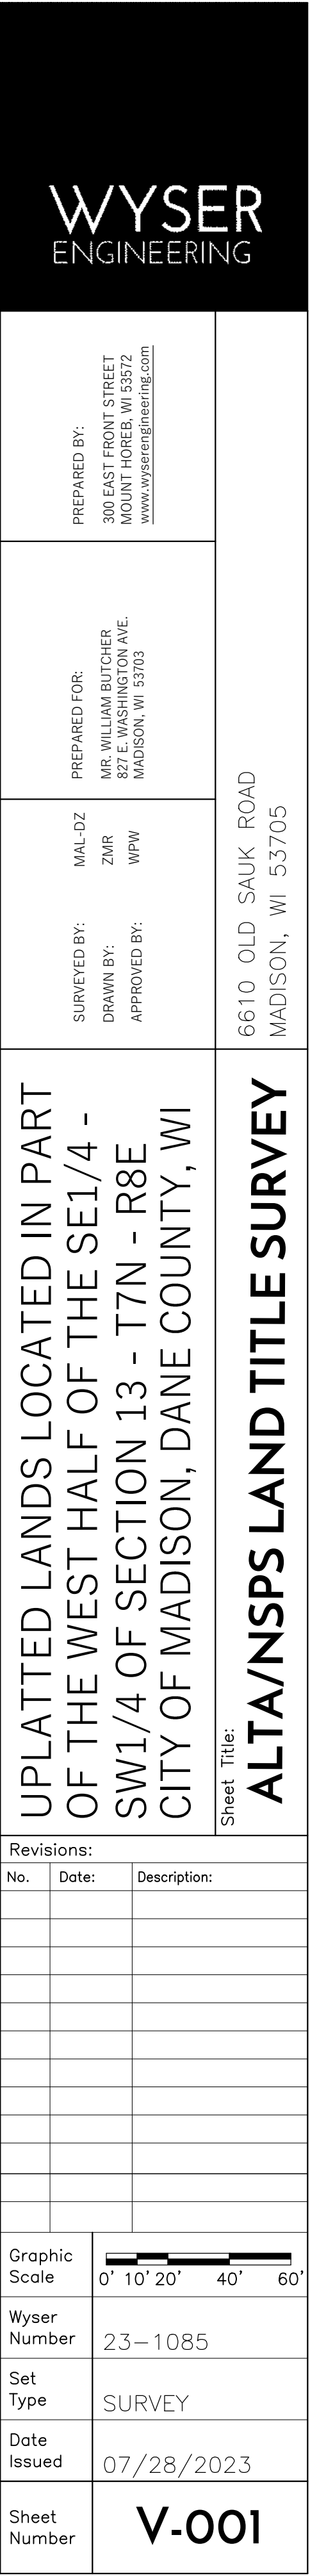 WYSER
ENGINEERING
PREPARED BY:
300 EAST FRONT STREET
MOUNT HOREB, WI 53572
www.wyserengineering.com
PREPARED FOR:
MR. WILLIAM BUTCHER
827 E. WASHINGTON AVE.
MADISON, WI 53703
SURVEYED BY: MAL-DZ
DRAWN BY: ZMR
APPROVED BY: WPW
6610 OLD SAUK ROAD
MADISON, WI 53705
UPLATTED LANDS LOCATED IN PART
OF THE WEST HALF OF THE SE1/4 -
SW1/4 OF SECTION 13 - T7N - R8E
CITY OF MADISON, DANE COUNTY, WI
Sheet Title:
ALTA/NSPS LAND TITLE SURVEY
Revisions:
No. Date: Description:
Graphic
Scale
0' 10' 20' 40' 60'
Wyser
Number
23-1085
Set
Type
SURVEY
Date
Issued
07/28/2023
Sheet
Number
V-001